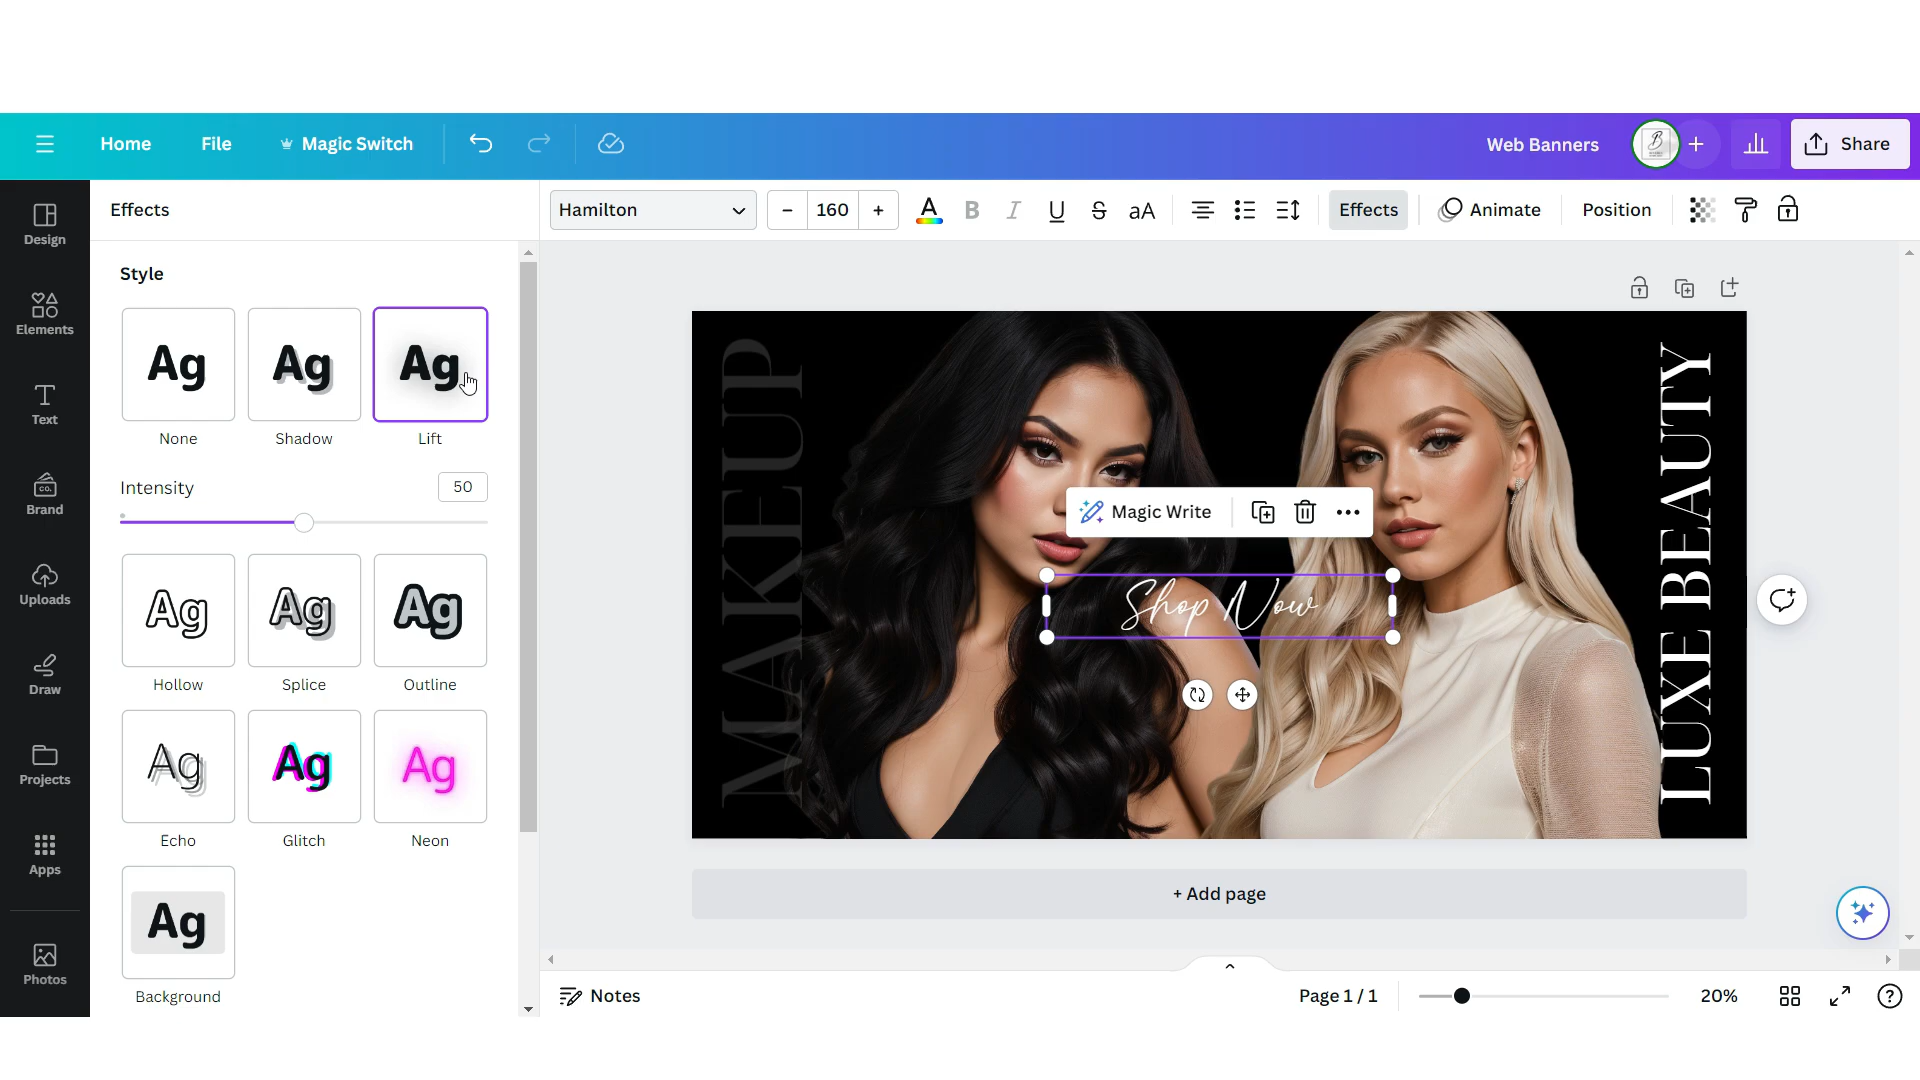 Home File Magic Switch Web Banners Share
Effects Hamilton 160 A B I U S aA Effects Animate Position
Design
Elements
Text
Brand
CO.
Uploads
Draw
Projects
Apps
Photos
Style
Ag Ag Ag
None Shadow Lift
Intensity 50
Ag Ag Ag
Hollow Splice Outline
Ag Ag Ag
Echo Glitch Neon
Ag
Background
MAKEUP
Magic Write
Shop Now
LUXE BEAUTY
+ Add page
Notes Page 1 / 1 20%